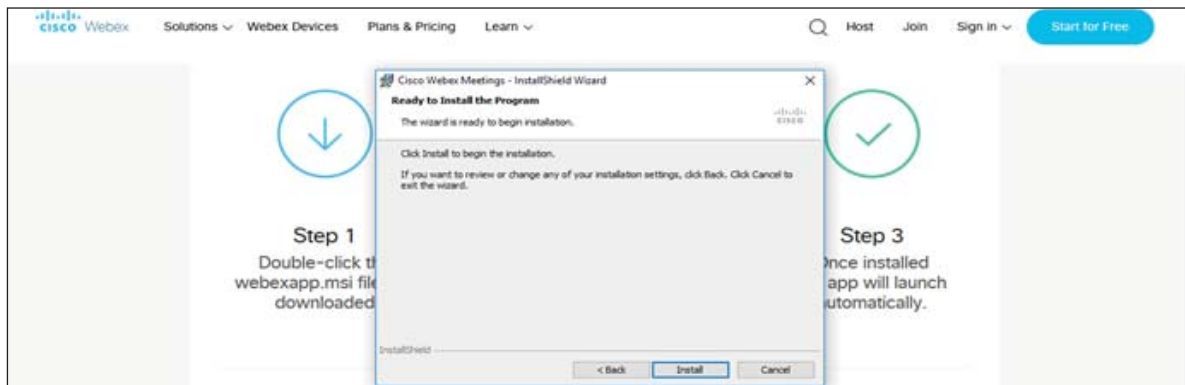 CISCO Webex Solutions Webex Devices Plans & Pricing Learn Host Join Sign in Start for Free
Cisco Webex Meetings - InstallShield Wizard
Ready to Install the Program
The wizard is ready to begin installation.
CISCO
Click Install to begin the installation.
If you want to review or change any of your installation settings, click Back. Click Cancel to
exit the wizard.
InstallShield
< Back Install Cancel
Step 1
Double-click th
webexapp.msi file
downloaded
Step 3
Once installed
app will launch
automatically.